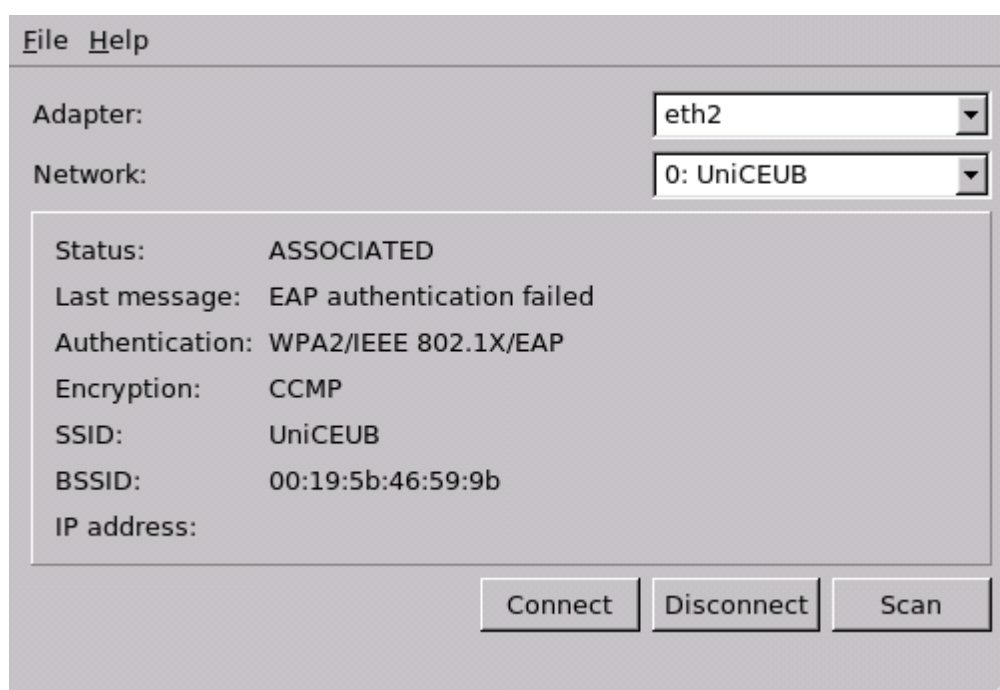 File Help
Adapter: eth2
Network: 0: UniCEUB
Status: ASSOCIATED
Last message: EAP authentication failed
Authentication: WPA2/IEEE 802.1X/EAP
Encryption: CCMP
SSID: UniCEUB
BSSID: 00:19:5b:46:59:9b
IP address:
Connect Disconnect Scan